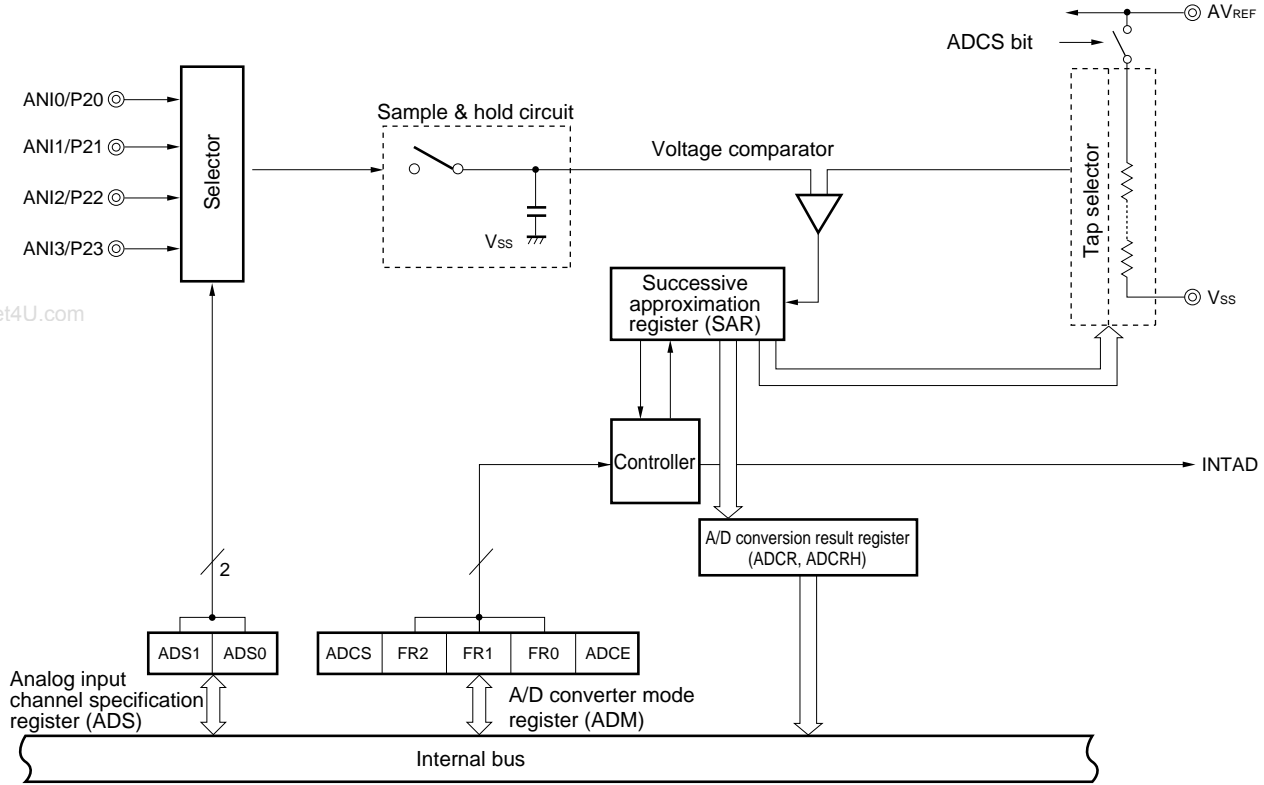 AVREF
ADCS bit
ANI0/P20
ANI1/P21
ANI2/P22
ANI3/P23
Selector
Sample & hold circuit
VSS
Voltage comparator
Tap selector
VSS
Successive
approximation
register (SAR)
et4U.com
Controller
INTAD
A/D conversion result register
(ADCR, ADCRH)
2
ADS1
ADS0
ADCS
FR2
FR1
FR0
ADCE
Analog input
channel specification
register (ADS)
A/D converter mode
register (ADM)
Internal bus